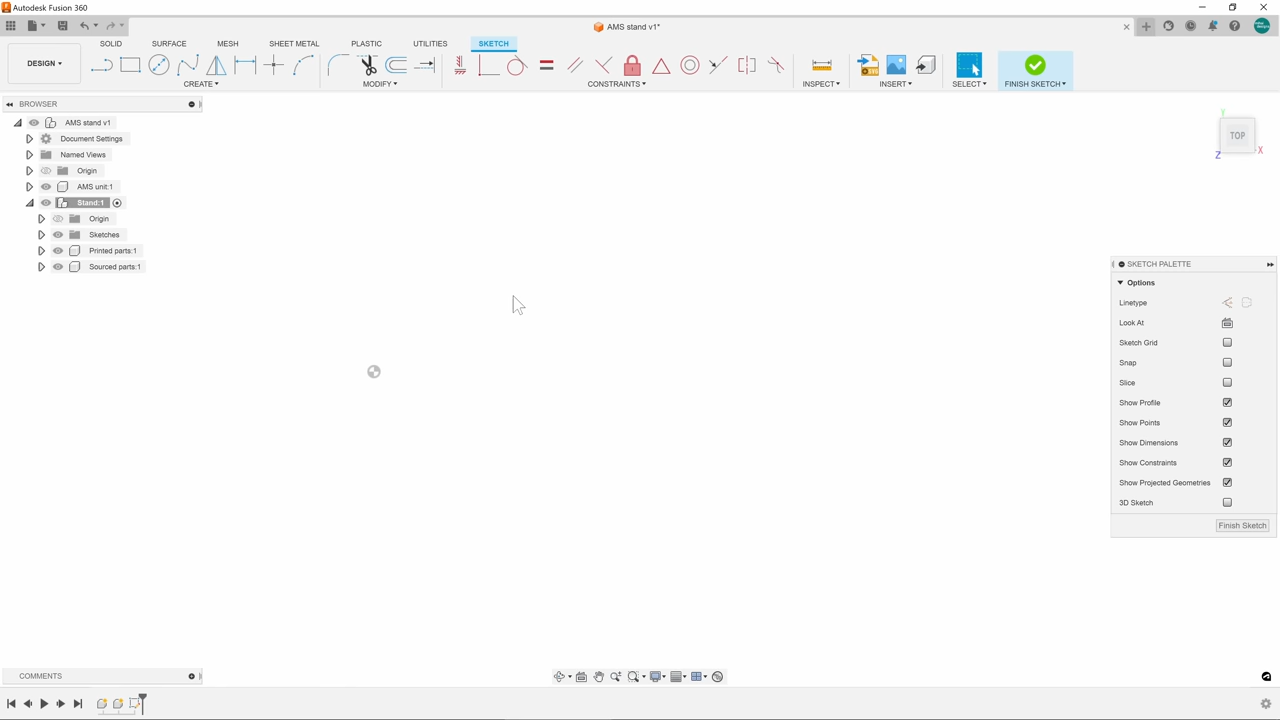 Autodesk Fusion 360
AMS stand v1*
DESIGN
SOLID
SURFACE
MESH
SHEET METAL
PLASTIC
UTILITIES
SKETCH
CREATE
MODIFY
CONSTRAINTS
INSPECT
INSERT
SELECT
FINISH SKETCH
BROWSER
AMS stand v1
Document Settings
Named Views
Origin
AMS unit:1
Stand:1
Origin
Sketches
Printed parts:1
Sourced parts:1
Y
TOP
X
Z
SKETCH PALETTE
Options
Linetype
Look At
Sketch Grid
Snap
Slice
Show Profile
Show Points
Show Dimensions
Show Constraints
Show Projected Geometries
3D Sketch
Finish Sketch
COMMENTS